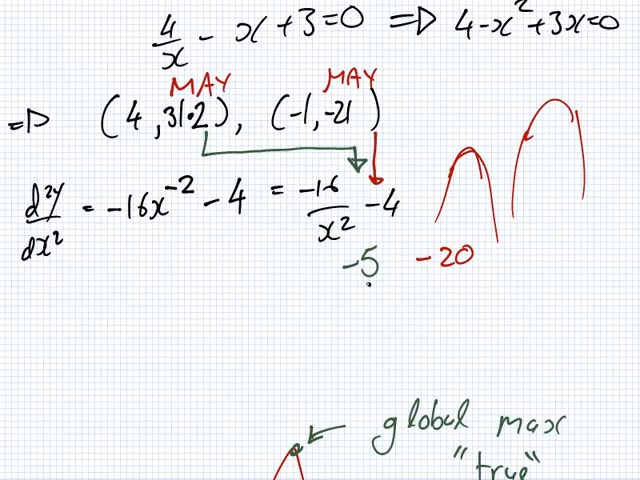 4/x - x + 3 = 0 ⇒ 4 - x² + 3x = 0
MAY MAY
⇒ (4, 31.2), (-1, -21)
d²y/dx² = -16x⁻² - 4 = -16/x² - 4
-5 -20
global max
"true"